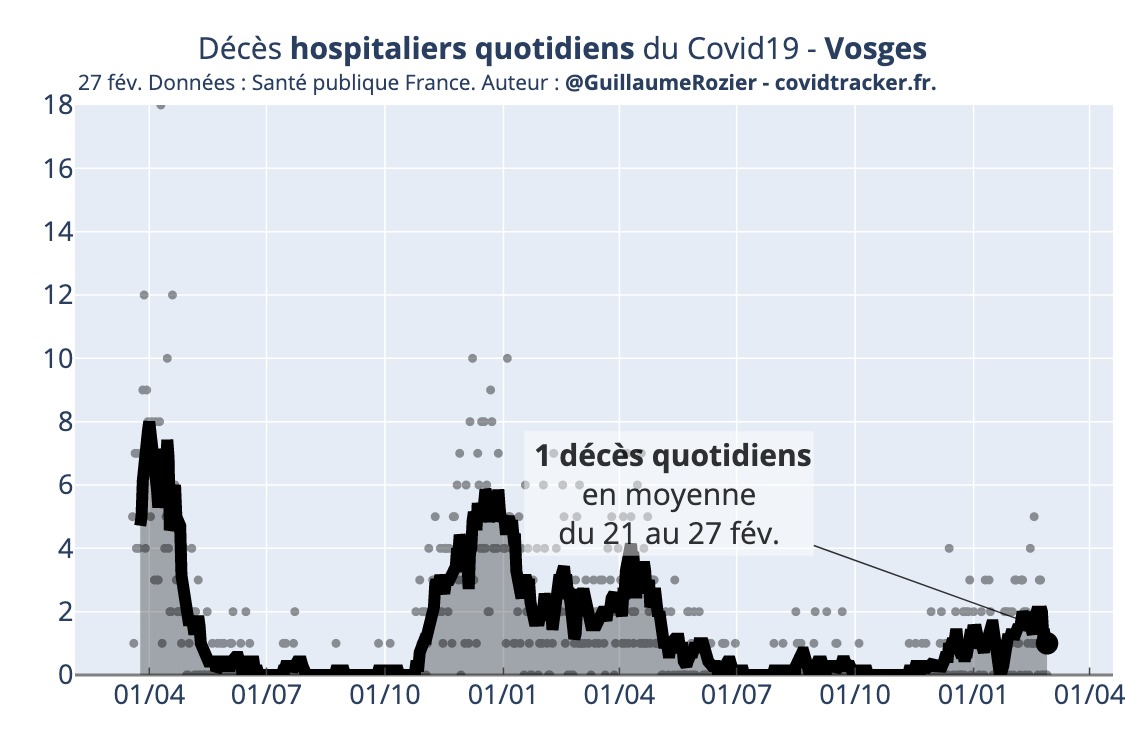 Décès hospitaliers quotidiens du Covid19 - Vosges
27 fév. Données : Santé publique France. Auteur : @GuillaumeRozier - covidtracker.fr.
18
16
14
12
10
8
6
4
2
0
1 décès quotidiens
en moyenne
du 21 au 27 fév.
01/04 01/07 01/10 01/01 01/04 01/07 01/10 01/01 01/04